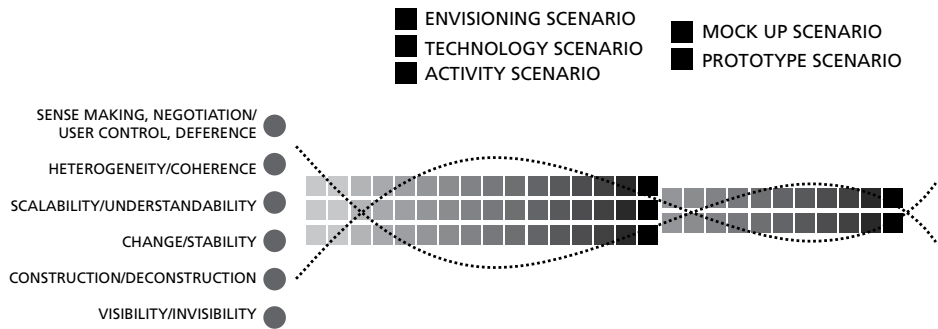 ENVISIONING SCENARIO
TECHNOLOGY SCENARIO
ACTIVITY SCENARIO
MOCK UP SCENARIO
PROTOTYPE SCENARIO
SENSE MAKING, NEGOTIATION/
USER CONTROL, DEFERENCE
HETEROGENEITY/COHERENCE
SCALABILITY/UNDERSTANDABILITY
CHANGE/STABILITY
CONSTRUCTION/DECONSTRUCTION
VISIBILITY/INVISIBILITY